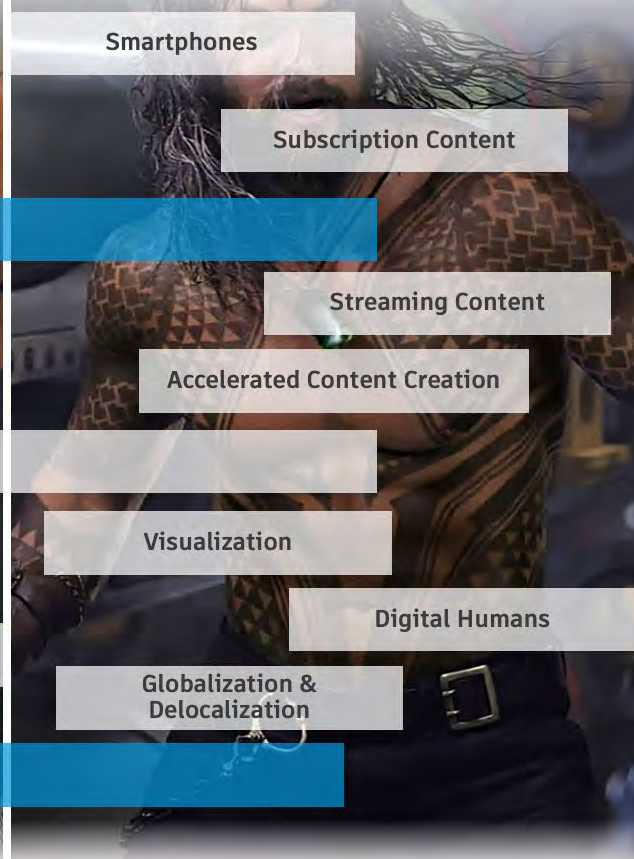 Smartphones
Subscription Content
Streaming Content
Accelerated Content Creation
Visualization
Digital Humans
Globalization &
Delocalization